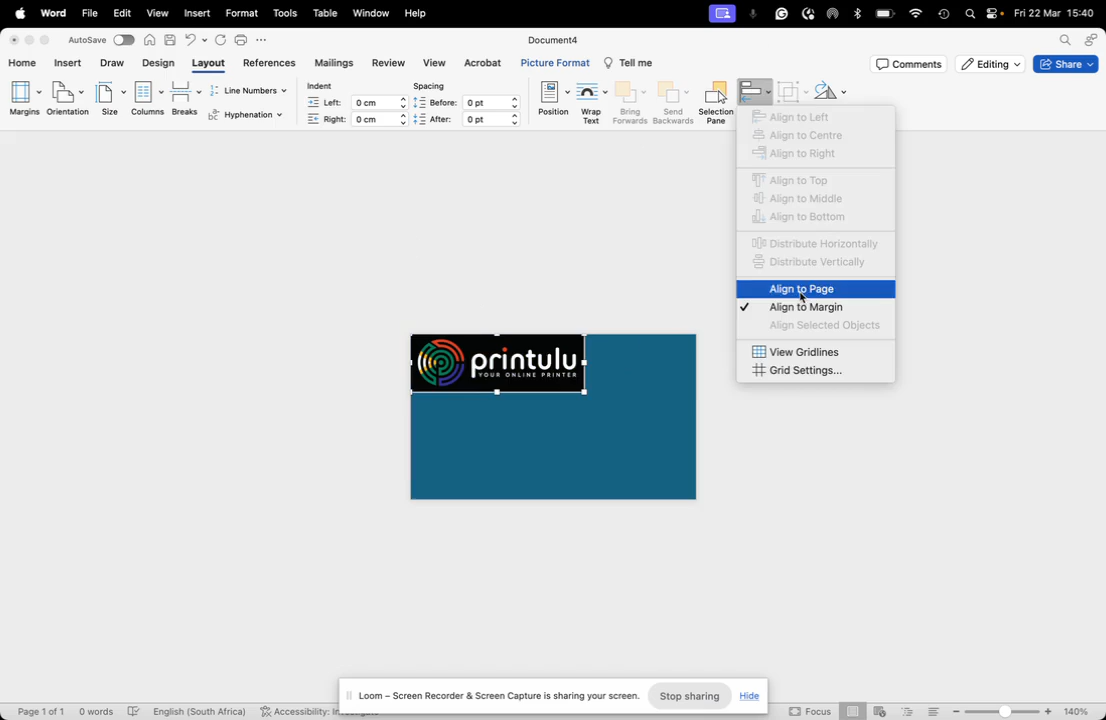 Word File Edit View Insert Format Tools Table Window Help Fri 22 Mar 15:40
AutoSave Document4
Home Insert Draw Design Layout References Mailings Review View Acrobat Picture Format Tell me Comments Editing Share
Margins Orientation Size Columns Breaks Line Numbers Hyphenation
Indent Spacing
Left: 0 cm Before: 0 pt
Right: 0 cm After: 0 pt
Position Wrap Text Bring Forwards Send Backwards Selection Pane
Align to Left
Align to Centre
Align to Right
Align to Top
Align to Middle
Align to Bottom
Distribute Horizontally
Distribute Vertically
Align to Page
Align to Margin
Align Selected Objects
View Gridlines
Grid Settings...
printulu
YOUR ONLINE PRINTER
Loom – Screen Recorder & Screen Capture is sharing your screen. Stop sharing Hide
Page 1 of 1 0 words English (South Africa) Accessibility: Focus 140%